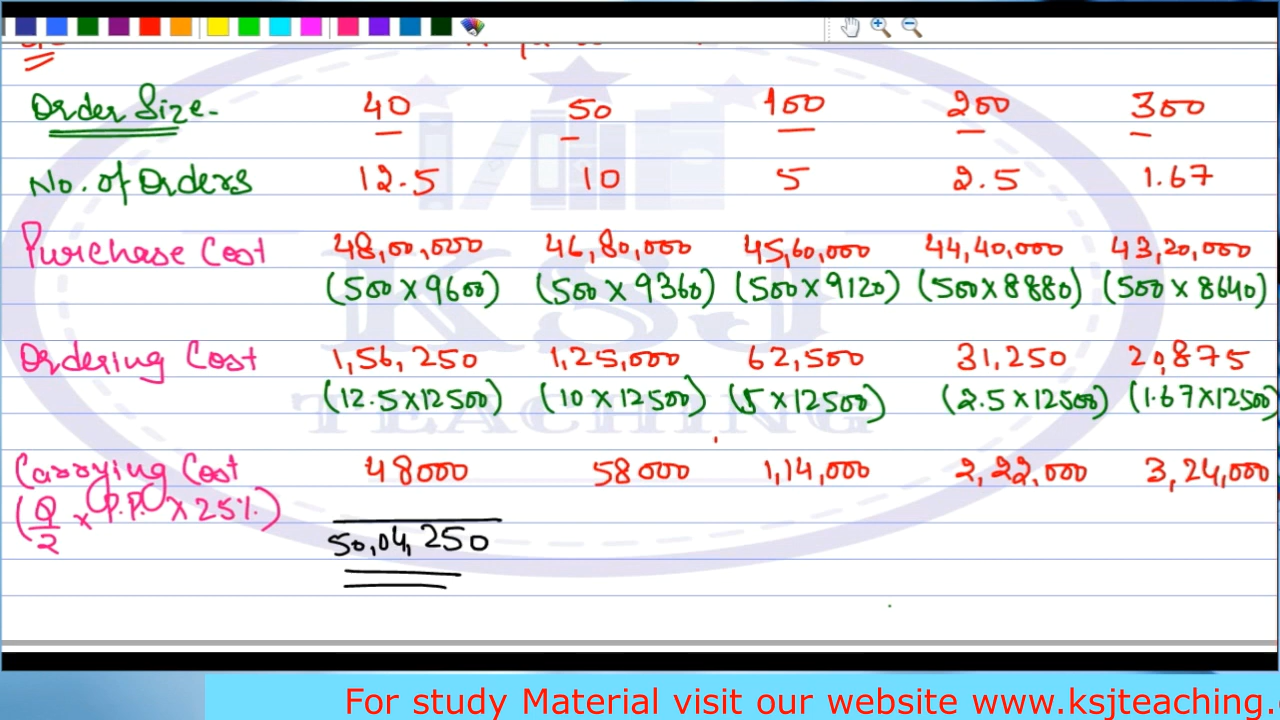 Order Size- 40 50 100 200 300
No. of Orders 12.5 10 5 2.5 1.67
Purchase Cost 48,00,000 46,80,000 45,60,000 44,40,000 43,20,000
(500 x 9600) (500 x 9360) (500 x 9120) (500 x 8880) (500 x 8640)
Ordering Cost 1,56,250 1,25,000 62,500 31,250 20,875
(12.5x12500) (10 x 12500) (5 x 12500) (2.5 x 12500) (1.67x12500)
Carrying Cost 48000 58000 1,14,000 2,22,000 3,24,000
(Q/2 x (P.P.) x 25%)
50,04,250
KSJ
TEACHING
For study Material visit our website www.ksjteaching.